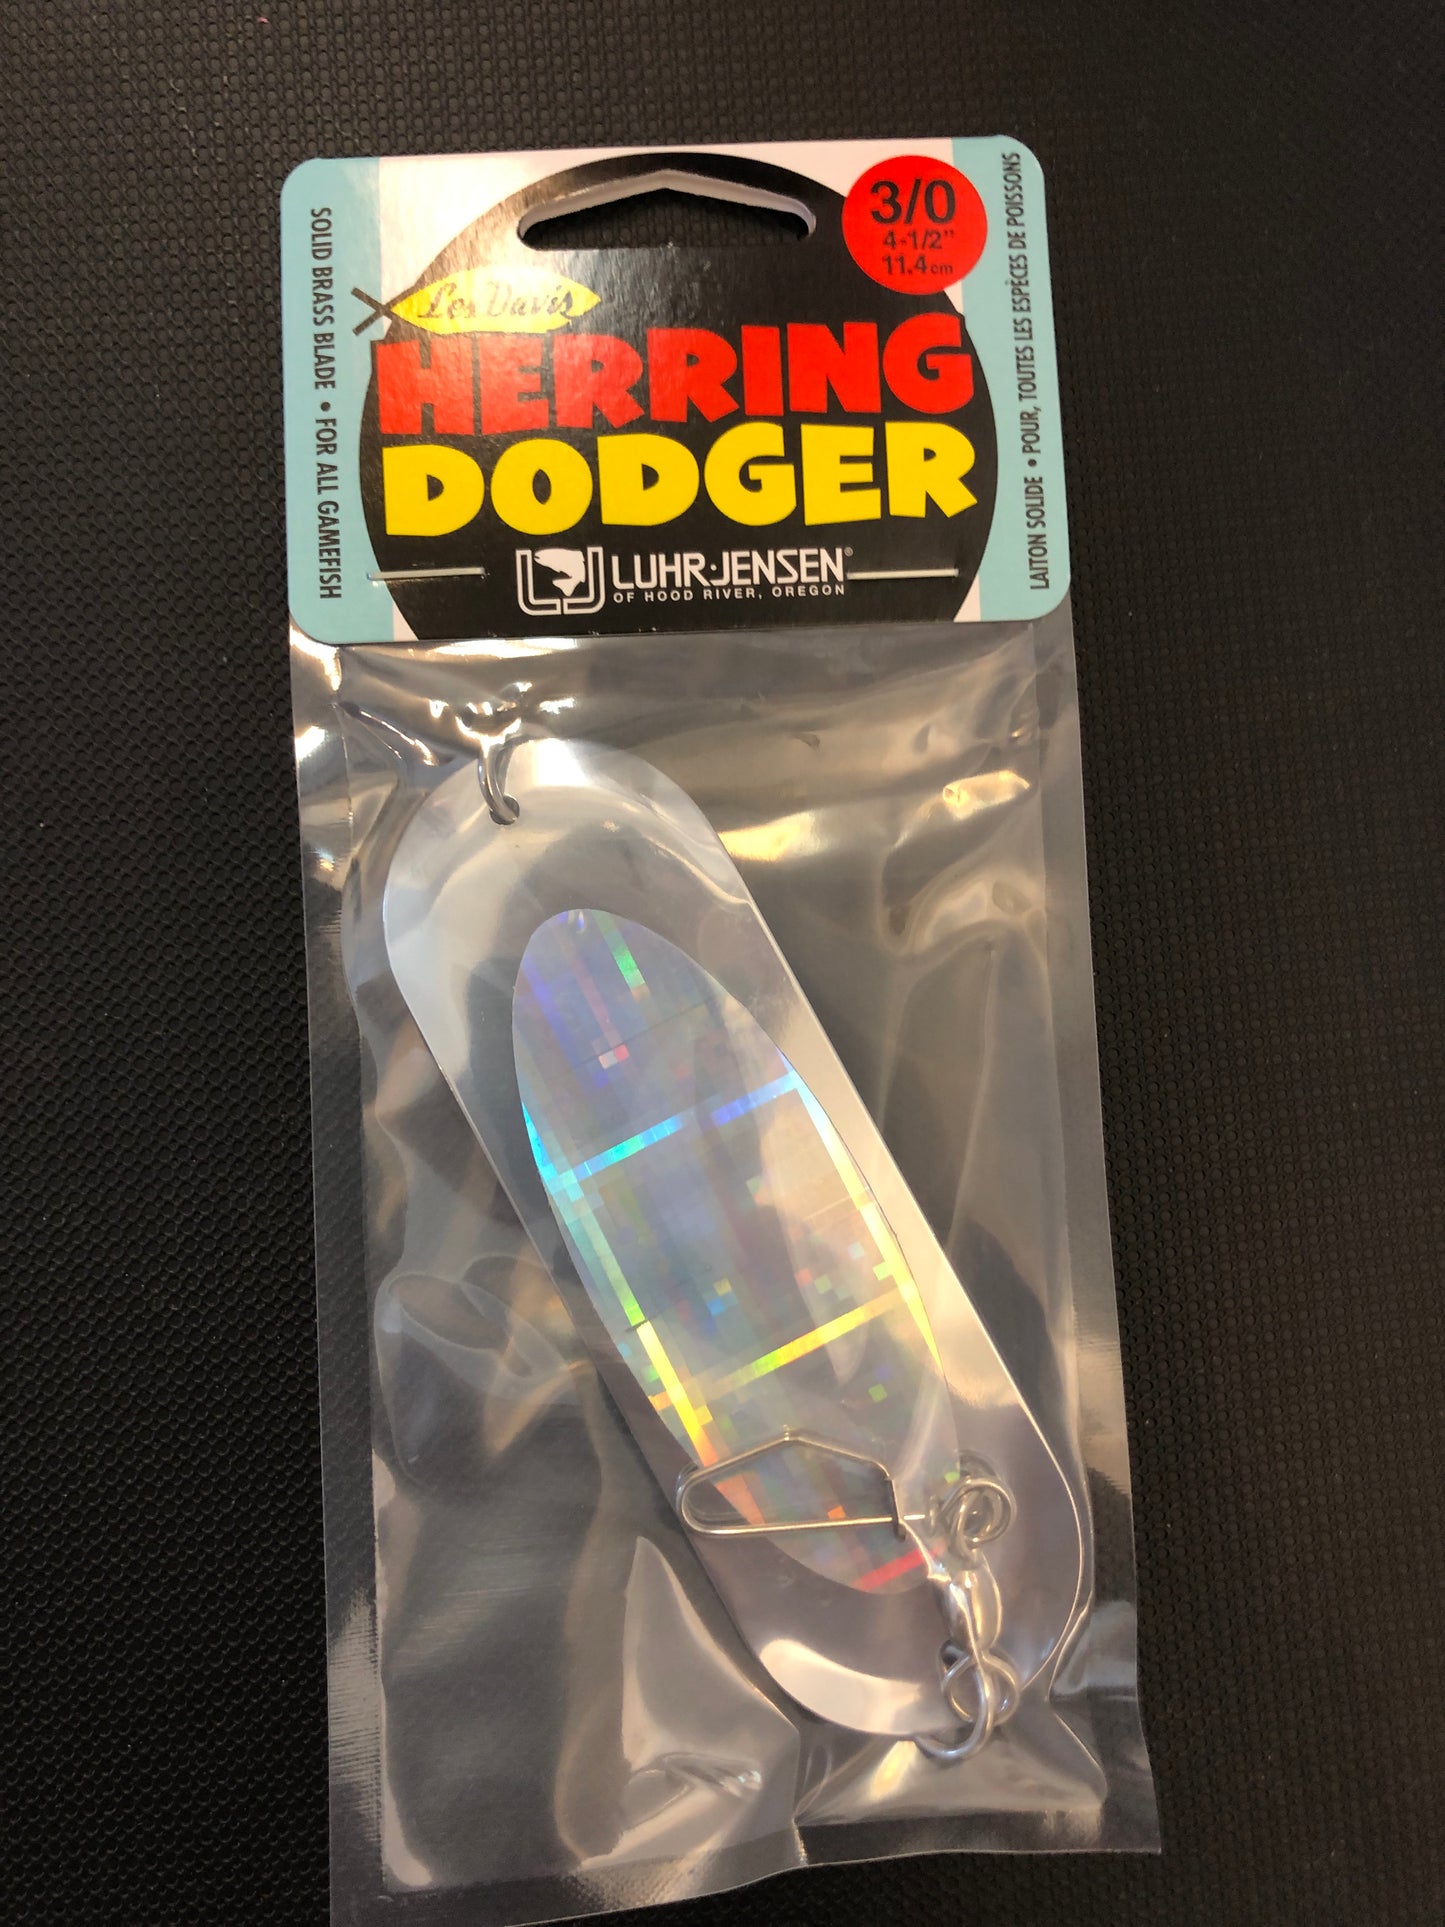 3/0
4-1/2"
11.4cm
Les Davis
HERRING
DODGER
LJ
LUHR·JENSEN®
OF HOOD RIVER, OREGON
SOLID BRASS BLADE • FOR ALL GAMEFISH
LAITON SOLIDE • POUR, TOUTES LES ESPÈCES DE POISSONS